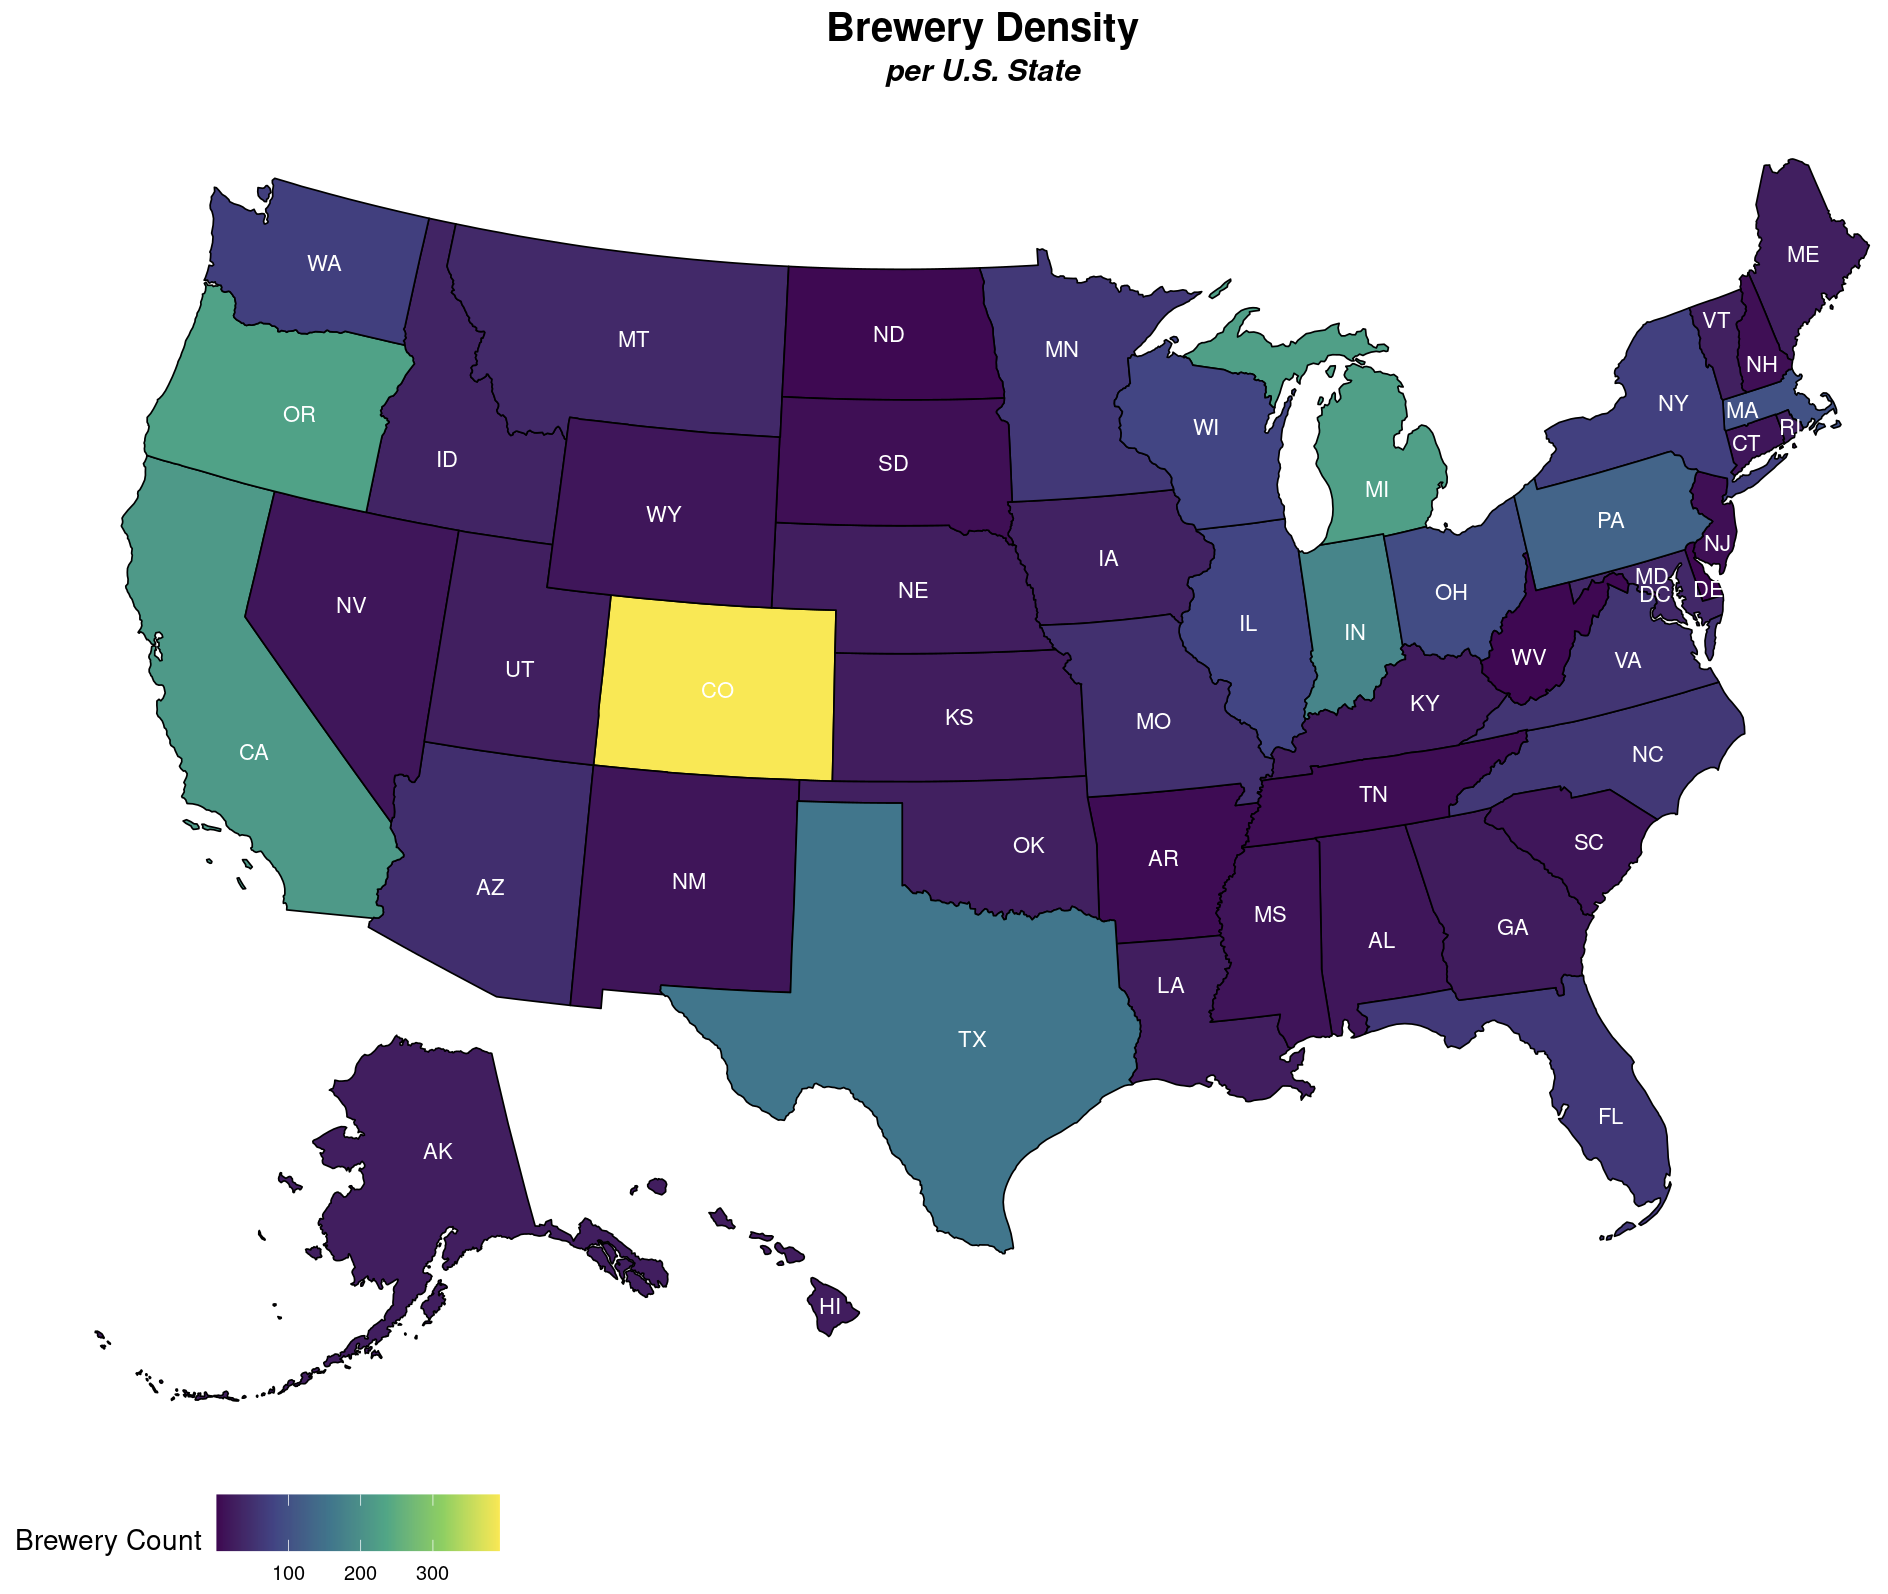 Brewery Density
per U.S. State
WA
ME
MT
ND
VT
MN
NH
OR
NY
MA
WI
RI
CT
ID
SD
MI
WY
PA
NJ
IA
MD
NE
OH
DE
DC
NV
IL
IN
WV
VA
UT
CO
KY
KS
MO
CA
NC
TN
SC
OK
AR
NM
AZ
MS
GA
AL
LA
TX
FL
AK
HI
Brewery Count
100 200 300